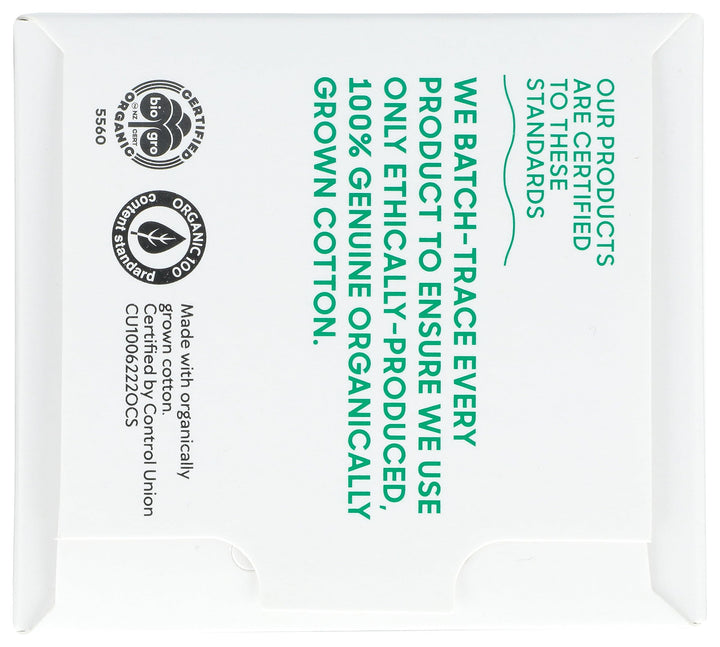 OUR PRODUCTS
ARE CERTIFIED
TO THESE
STANDARDS
WE BATCH-TRACE EVERY
PRODUCT TO ENSURE WE USE
ONLY ETHICALLY-PRODUCED,
100% GENUINE ORGANICALLY
GROWN COTTON.
CERTIFIED
bio gro
NZ CERT
ORGANIC
5560
ORGANIC 100
content standard
Made with organically
grown cotton.
Certified by Control Union
CU1006222OCS